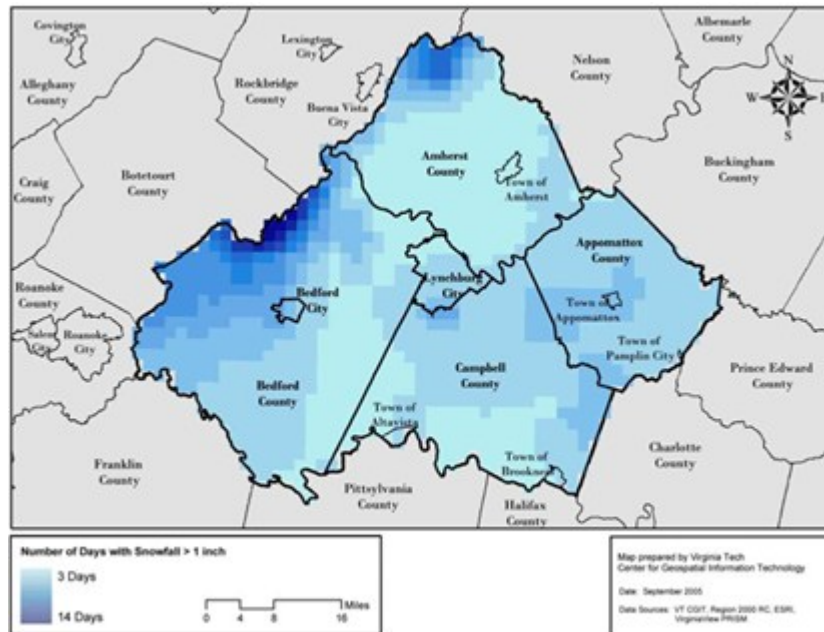 Covington
City
Lexington
City
Albemarle
County
Nelson
County
Alleghany
County
Rockbridge
County
Buena Vista
City
N
W
E
S
Amherst
County
Buckingham
County
Craig
County
Botetourt
County
Town of
Amherst
Appomattox
County
Roanoke
County
Lynchburg
City
Bedford
City
Town of
Appomattox
Salem
City
Roanoke
City
Town of
Pamplin City
Bedford
County
Campbell
County
Prince Edward
County
Town of
Altavista
Franklin
County
Town of
Brookneal
Charlotte
County
Pittsylvania
County
Halifax
County
Number of Days with Snowfall > 1 inch
3 Days
14 Days
Miles
0 4 8 16
Map prepared by Virginia Tech
Center for Geospatial Information Technology
Date: September 2005
Data Sources: VT CGIT, Region 2000 RC, ESRI,
VirginiaView PRISM